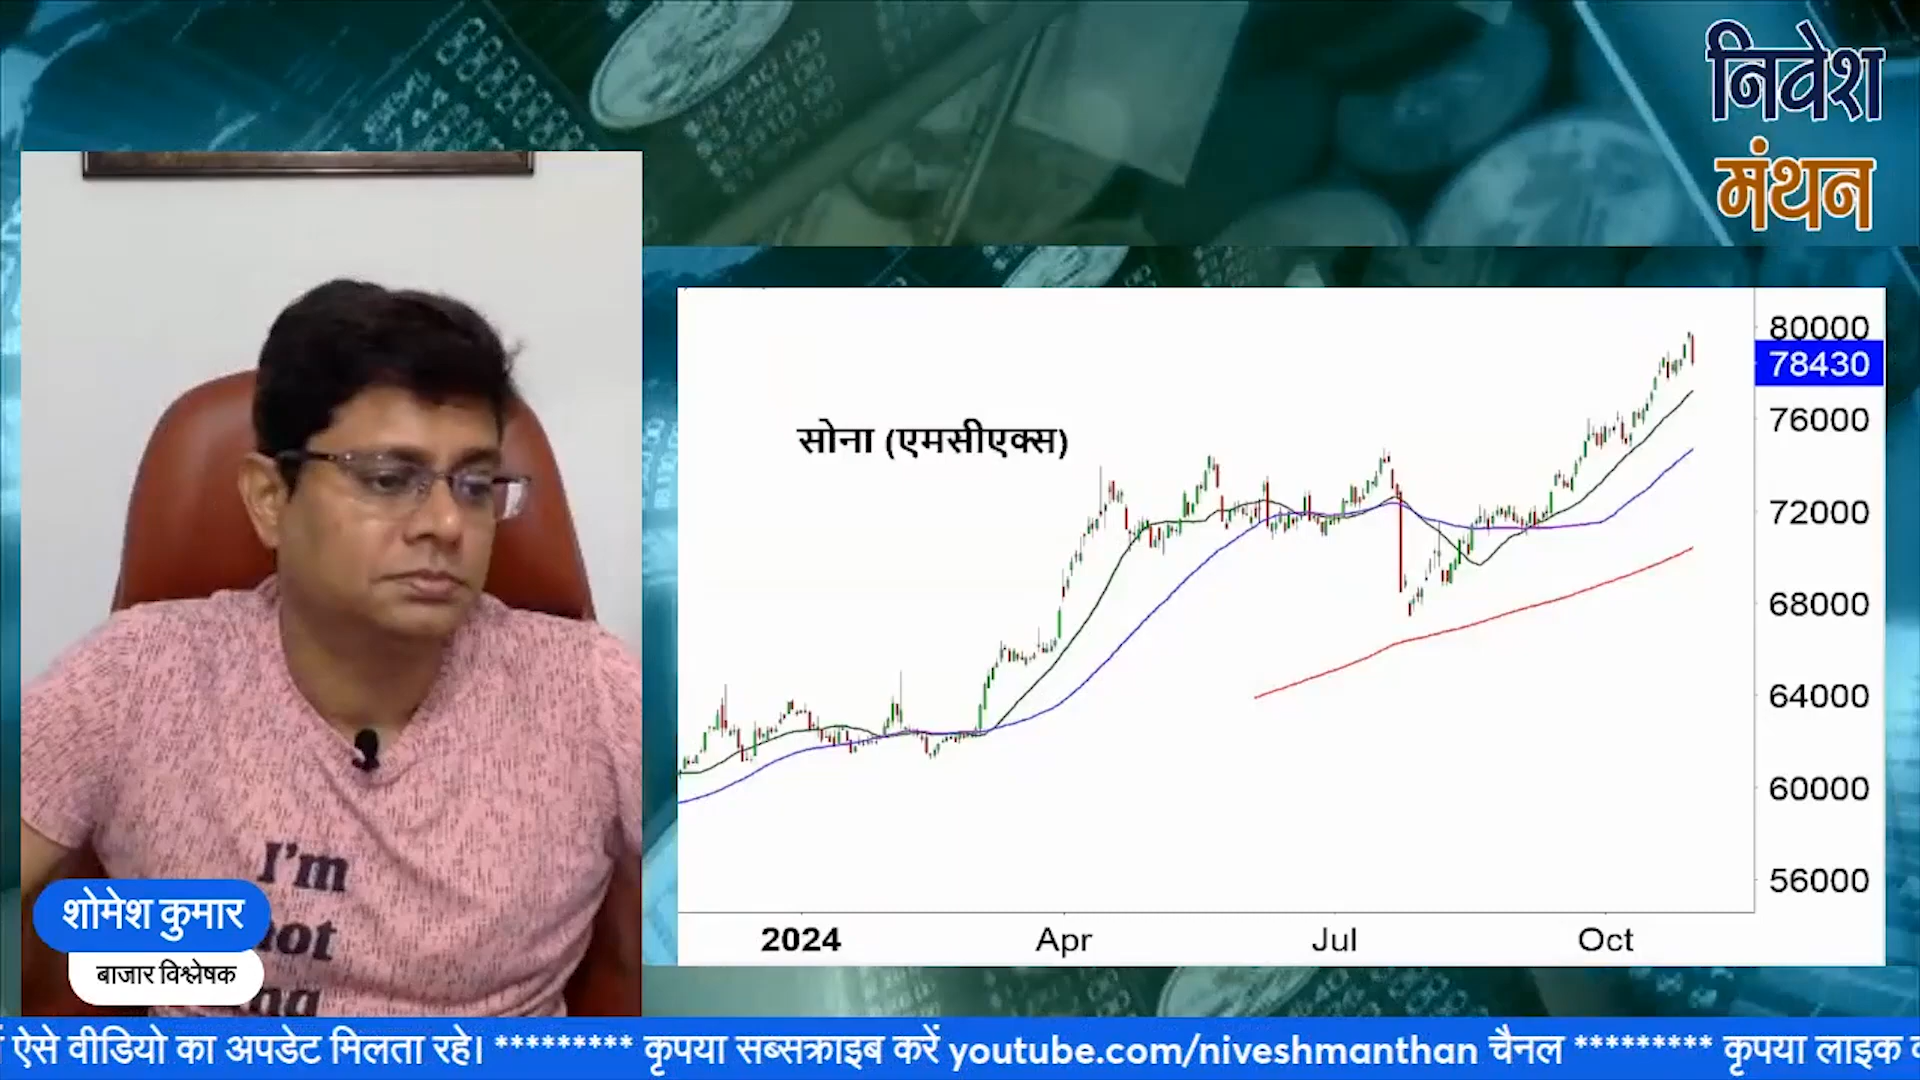 निवेश
मंथन
सोना (एमसीएक्स)
80000
78430
76000
72000
68000
64000
60000
56000
2024 Apr Jul Oct
I'm
not
शोमेश कुमार
बाजार विश्लेषक
ऐसे वीडियो का अपडेट मिलता रहे। ********* कृपया सब्सक्राइब करें youtube.com/niveshmanthan चैनल ********* कृपया लाइक